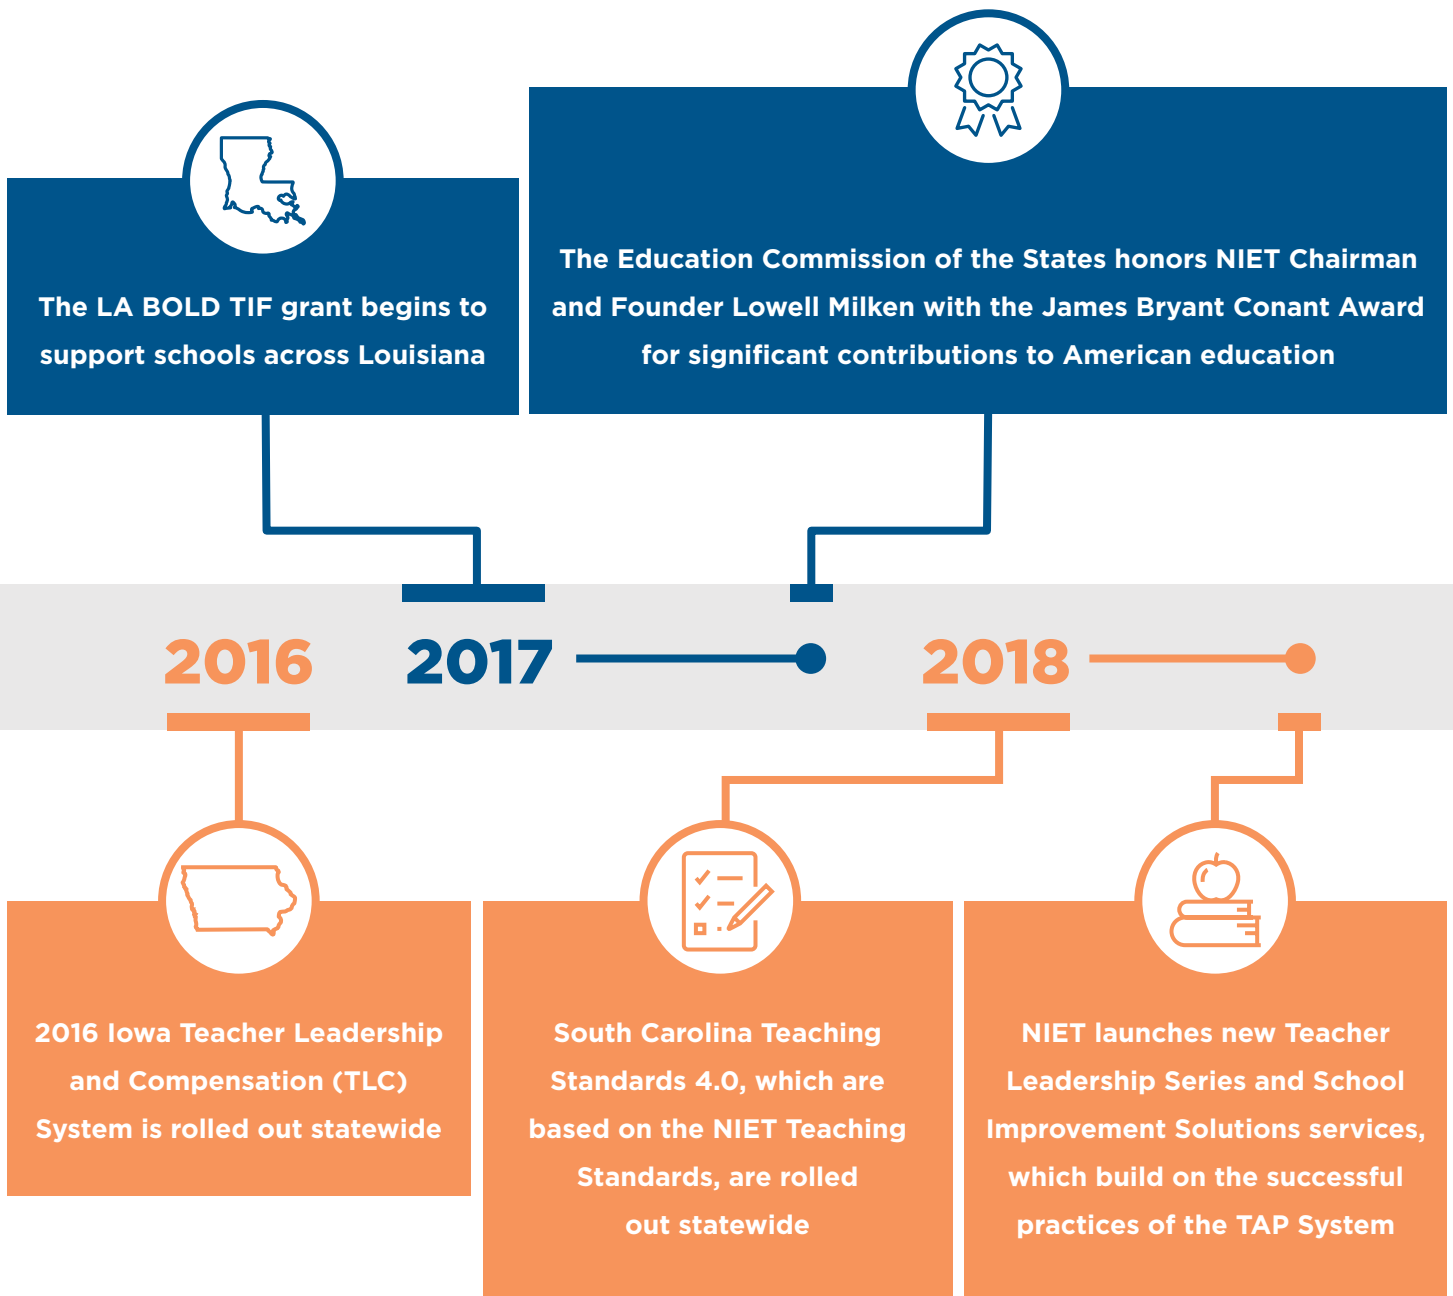 The LA BOLD TIF grant begins to
support schools across Louisiana
The Education Commission of the States honors NIET Chairman
and Founder Lowell Milken with the James Bryant Conant Award
for significant contributions to American education
2016
2017
2018
2016 Iowa Teacher Leadership
and Compensation (TLC)
System is rolled out statewide
South Carolina Teaching
Standards 4.0, which are
based on the NIET Teaching
Standards, are rolled
out statewide
NIET launches new Teacher
Leadership Series and School
Improvement Solutions services,
which build on the successful
practices of the TAP System